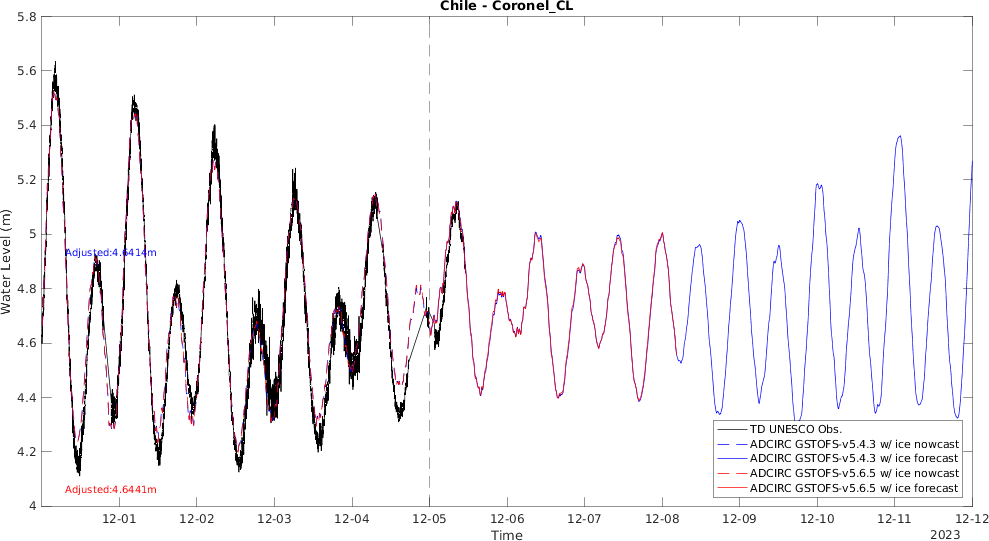 Chile - Coronel_CL
Water Level (m)
5.8
5.6
5.4
5.2
5
4.8
4.6
4.4
4.2
4
Adjusted:4.6414m
Adjusted:4.6441m
TD UNESCO Obs.
ADCIRC GSTOFS-v5.4.3 w/ ice nowcast
ADCIRC GSTOFS-v5.4.3 w/ ice forecast
ADCIRC GSTOFS-v5.6.5 w/ ice nowcast
ADCIRC GSTOFS-v5.6.5 w/ ice forecast
12-01 12-02 12-03 12-04 12-05 12-06 12-07 12-08 12-09 12-10 12-11 12-12
Time
2023